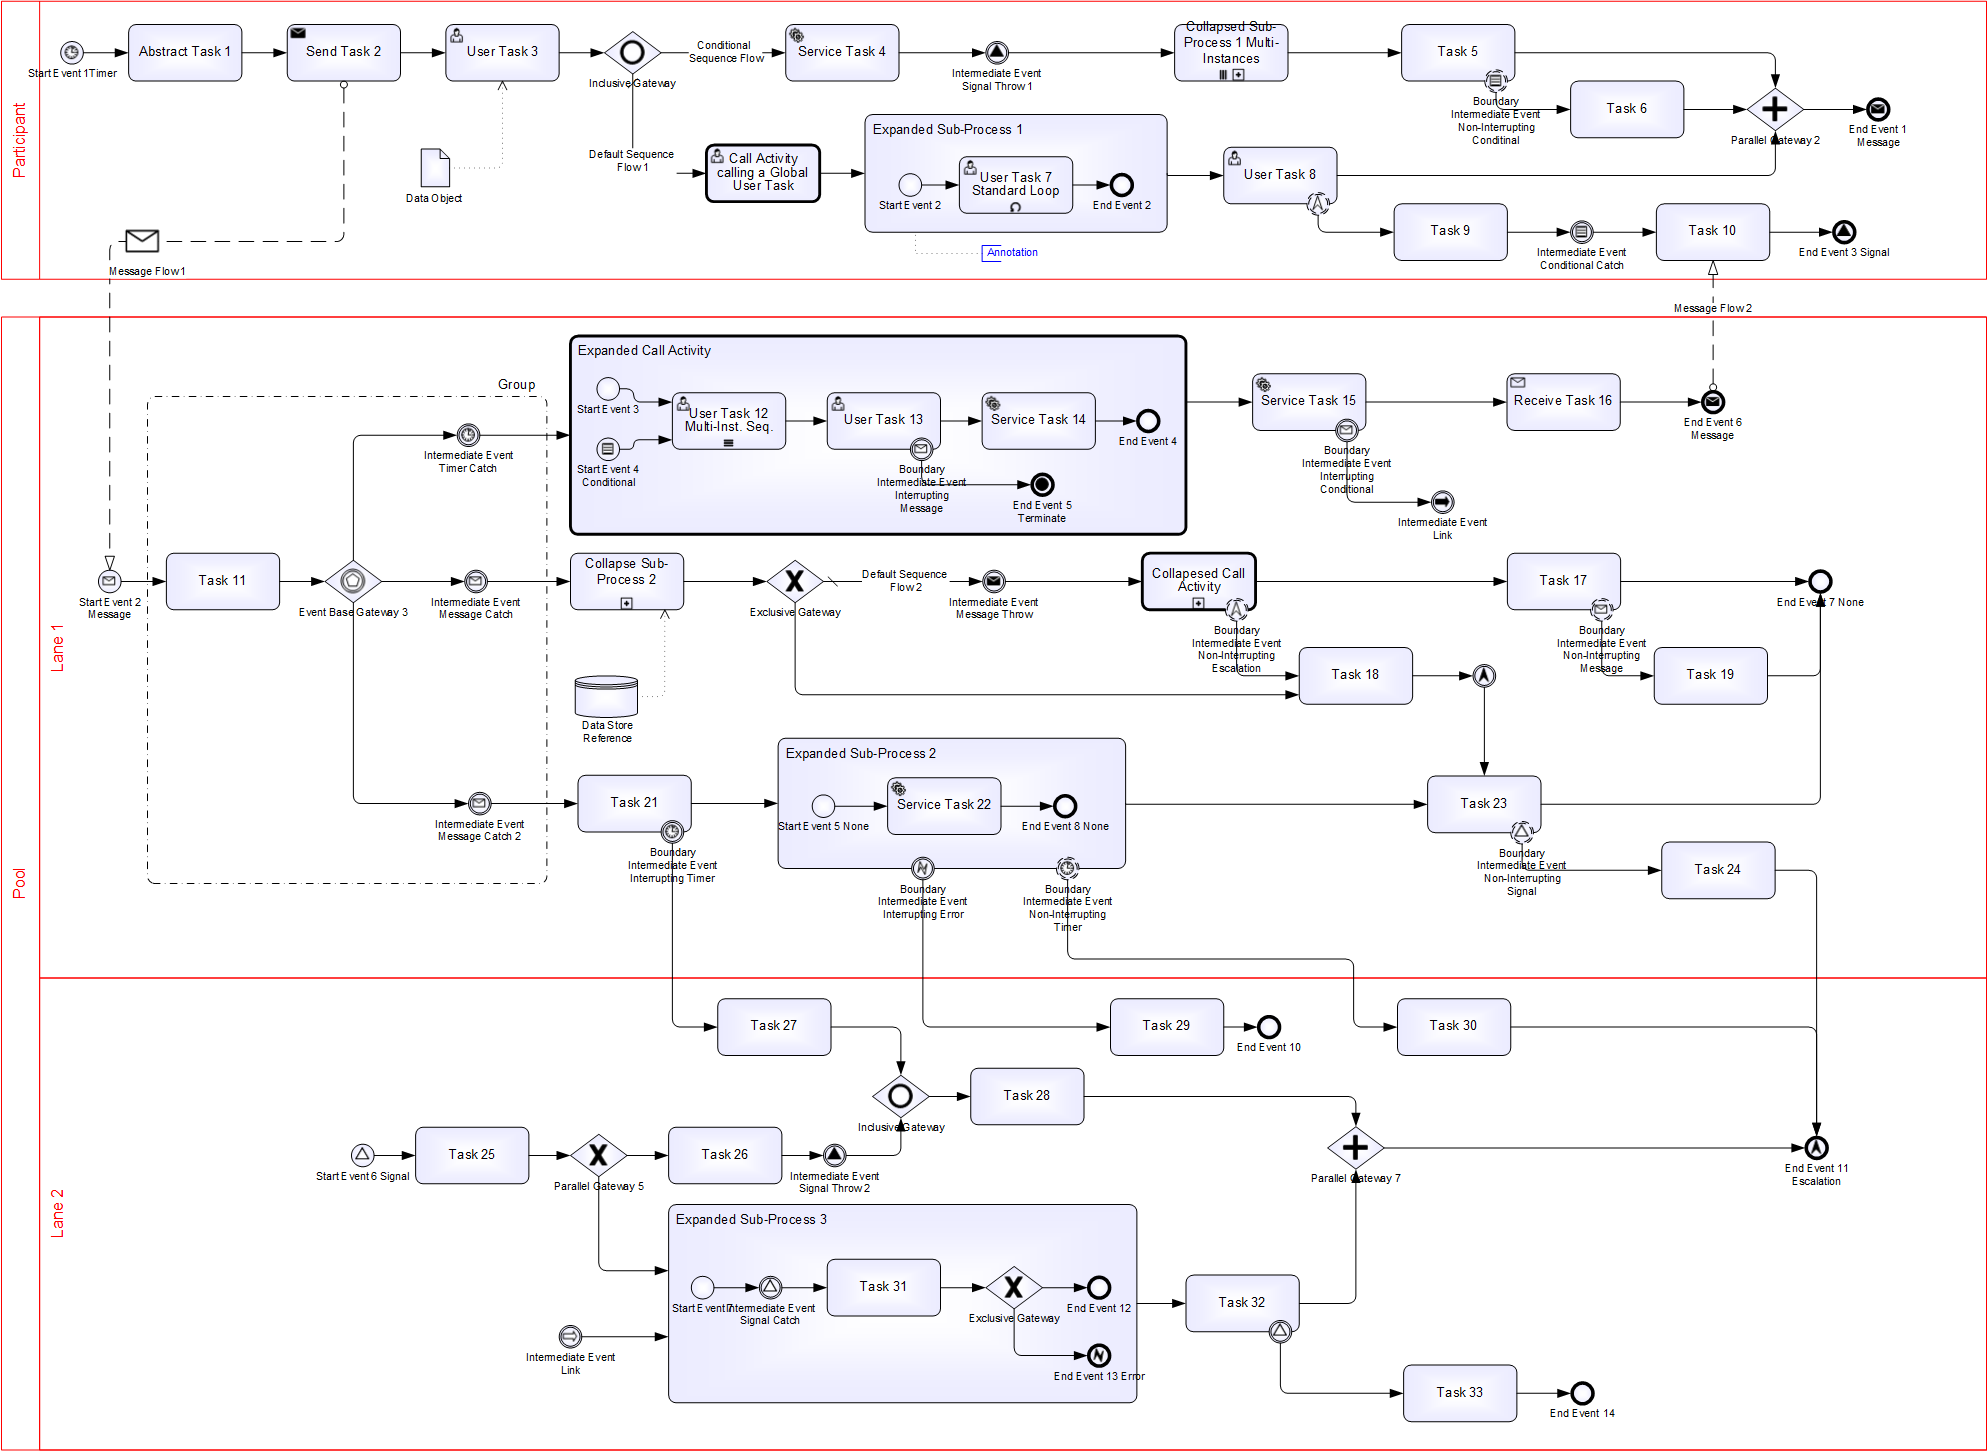 Participant
Start Event 1Timer
Abstract Task 1
Send Task 2
User Task 3
Inclusive Gateway
Conditional
Sequence Flow
Service Task 4
Intermediate Event
Signal Throw 1
Collapsed Sub-
Process 1 Multi-
Instances
Task 5
Boundary
Intermediate Event
Non-Interrupting
Conditinal
Task 6
Parallel Gateway 2
End Event 1
Message
Data Object
Default Sequence
Flow 1
Call Activity
calling a Global
User Task
Expanded Sub-Process 1
Start Event 2
User Task 7
Standard Loop
End Event 2
Annotation
User Task 8
Task 9
Intermediate Event
Conditional Catch
Task 10
End Event 3 Signal
Message Flow 1
Message Flow 2
Pool
Lane 1
Group
Intermediate Event
Timer Catch
Expanded Call Activity
Start Event 3
Start Event 4
Conditional
User Task 12
Multi-Inst. Seq.
User Task 13
Boundary
Intermediate Event
Interrupting
Message
Service Task 14
End Event 4
End Event 5
Terminate
Service Task 15
Boundary
Intermediate Event
Interrupting
Conditional
Intermediate Event
Link
Receive Task 16
End Event 6
Message
Start Event 2
Message
Task 11
Event Base Gateway 3
Intermediate Event
Message Catch
Collapse Sub-
Process 2
Exclusive Gateway
Default Sequence
Flow 2
Intermediate Event
Message Throw
Collapesed Call
Activity
Boundary
Intermediate Event
Non-Interrupting
Escalation
Task 17
Boundary
Intermediate Event
Non-Interrupting
Message
End Event 7 None
Task 18
Task 19
Data Store
Reference
Intermediate Event
Message Catch 2
Task 21
Boundary
Intermediate Event
Interrupting Timer
Expanded Sub-Process 2
Start Event 5 None
Service Task 22
End Event 8 None
Boundary
Intermediate Event
Interrupting Error
Boundary
Intermediate Event
Non-Interrupting
Timer
Task 23
Boundary
Intermediate Event
Non-Interrupting
Signal
Task 24
Lane 2
Task 27
Task 29
End Event 10
Task 30
Inclusive Gateway
Task 28
Start Event 6 Signal
Task 25
Parallel Gateway 5
Task 26
Intermediate Event
Signal Throw 2
Parallel Gateway 7
End Event 11
Escalation
Expanded Sub-Process 3
Start Event 7
Intermediate Event
Signal Catch
Task 31
Exclusive Gateway
End Event 12
End Event 13 Error
Intermediate Event
Link
Task 32
Task 33
End Event 14